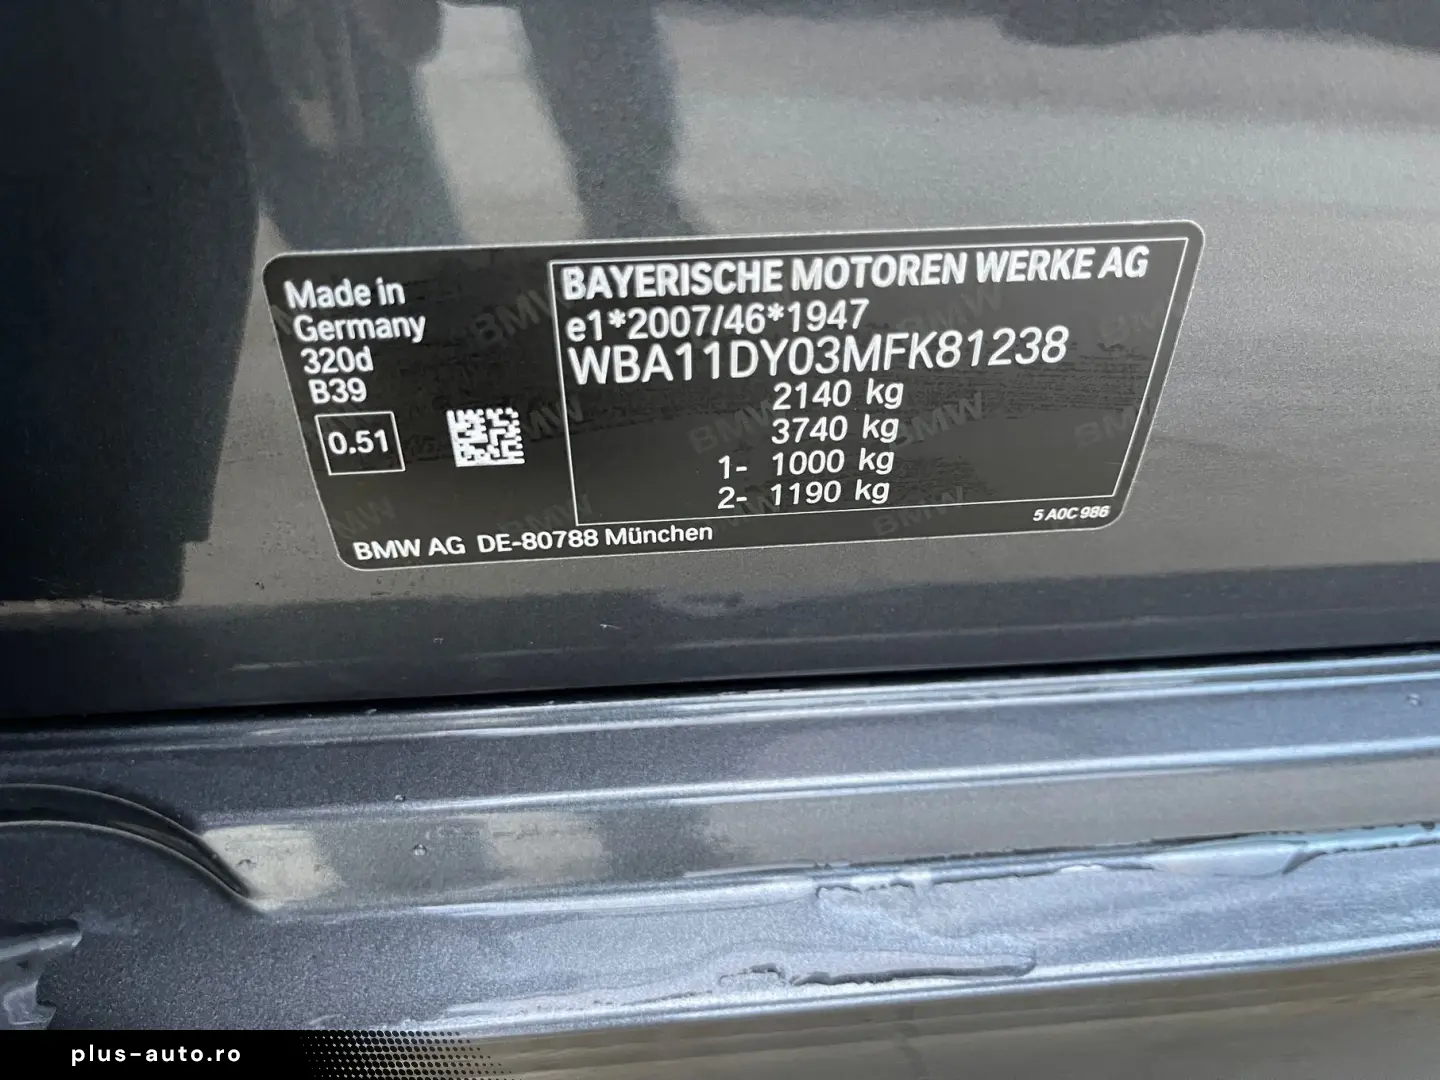 Made in
Germany
320d
B39
0.51
BMW AG DE-80788 München
BAYERISCHE MOTOREN WERKE AG
e1*2007/46*1947
WBA11DY03MFK81238
2140 kg
3740 kg
1- 1000 kg
2- 1190 kg
5 A0C 986
plus-auto.ro